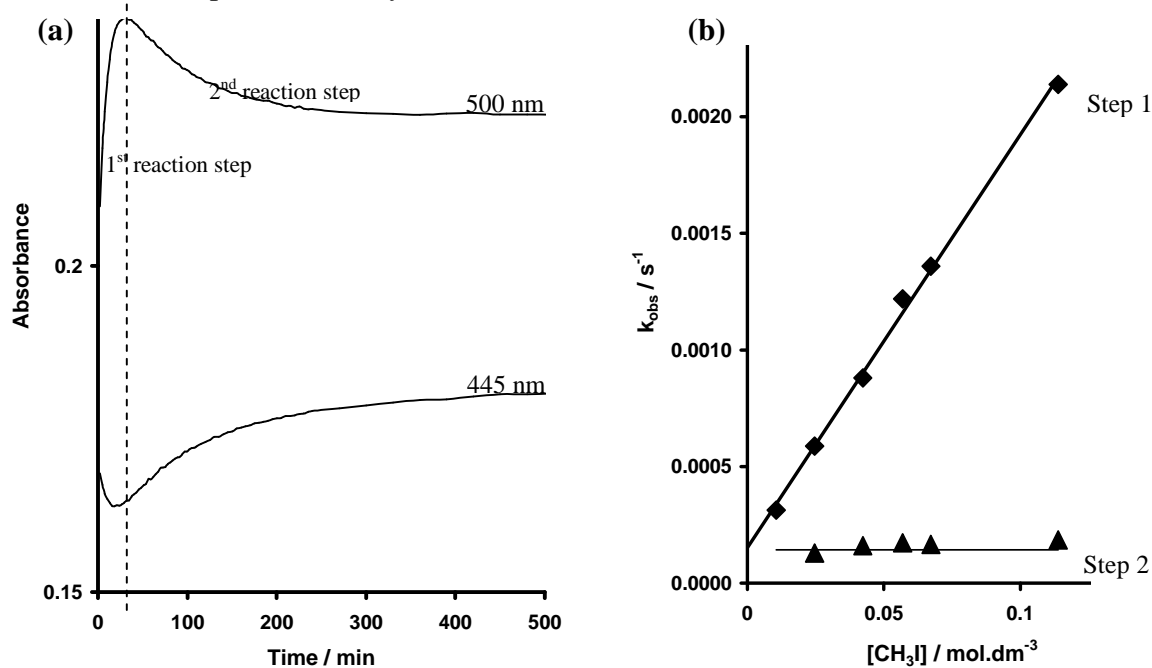 (a)
2nd reaction step
500 nm
1st reaction step
Absorbance
0.2
445 nm
0.15
0
100
200
300
400
500
Time / min
(b)
Step 1
0.0020
0.0015
kobs / s-1
0.0010
0.0005
Step 2
0.0000
0
0.05
0.1
[CH3I] / mol.dm-3